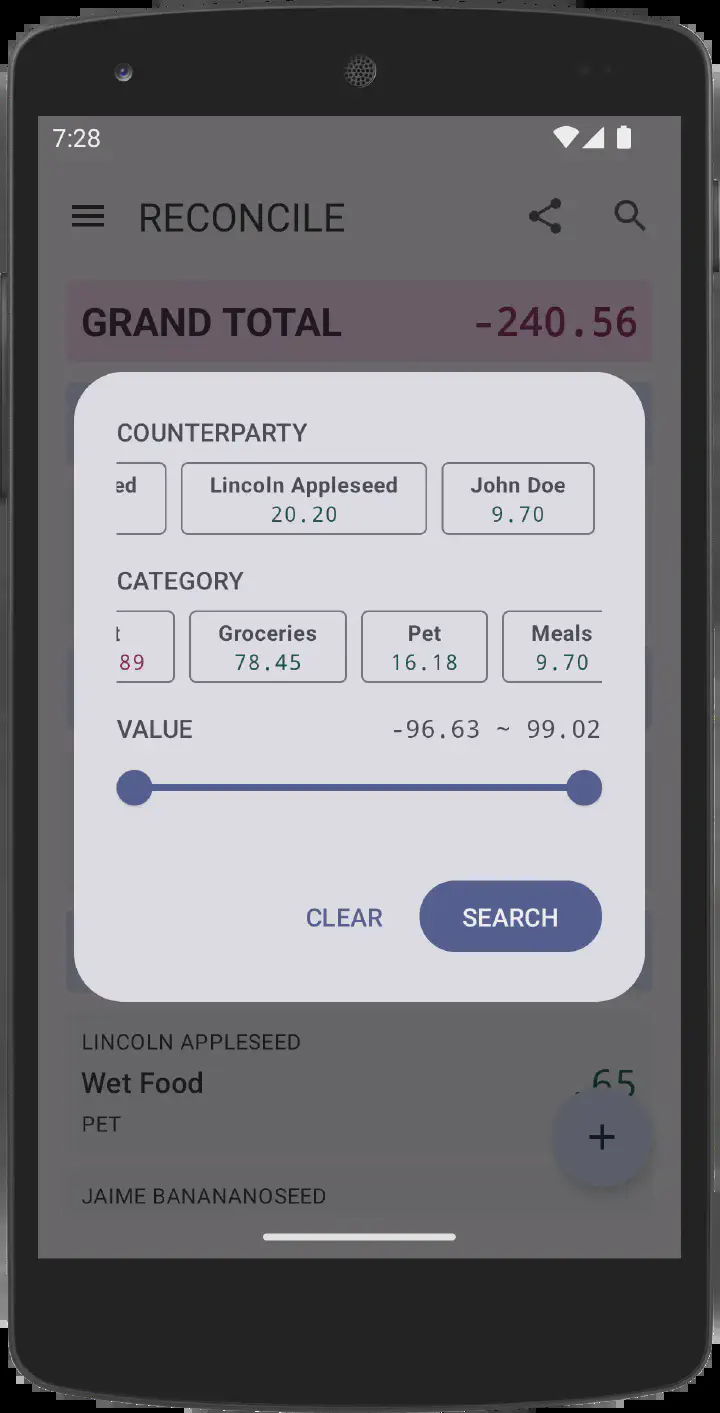 7:28
RECONCILE
GRAND TOTAL -240.56
COUNTERPARTY
ed Lincoln Appleseed John Doe
20.20 9.70
CATEGORY
t Groceries Pet Meals
89 78.45 16.18 9.70
VALUE -96.63 ~ 99.02
CLEAR SEARCH
LINCOLN APPLESEED
Wet Food .65
PET
+
JAIME BANANANOSEED